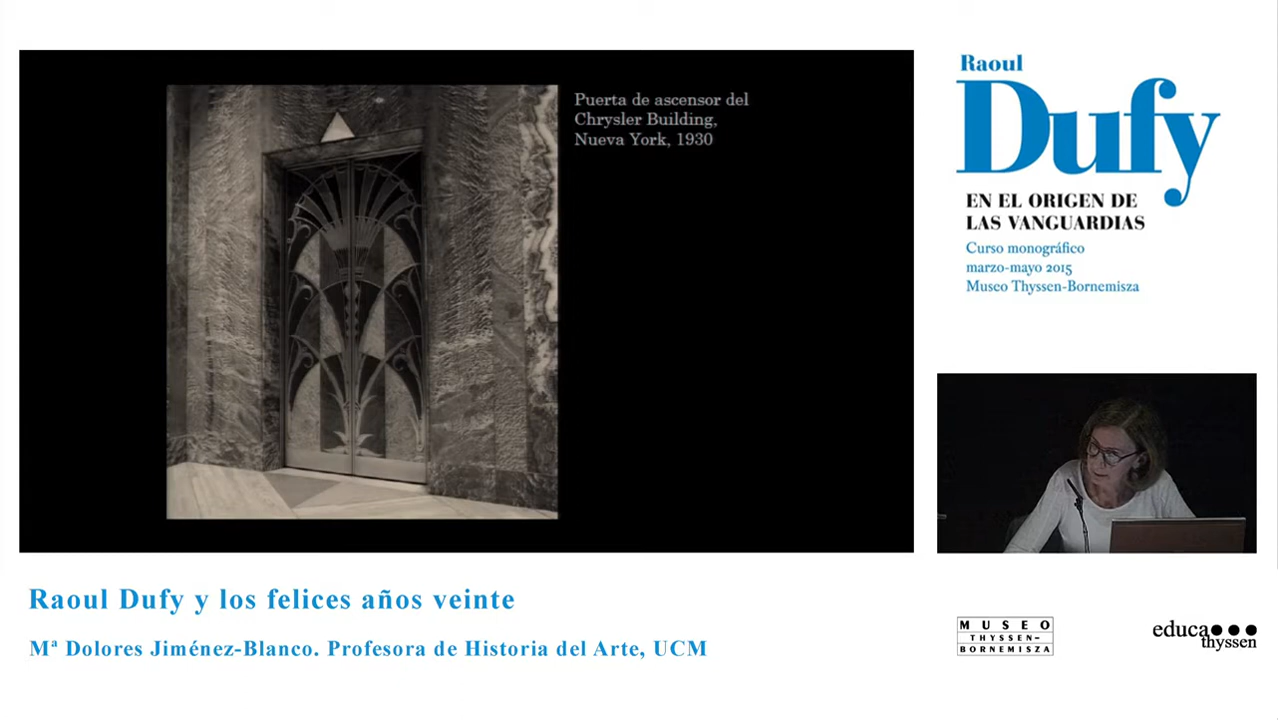 Puerta de ascensor del
Chrysler Building,
Nueva York, 1930
Raoul
Dufy
EN EL ORIGEN DE
LAS VANGUARDIAS
Curso monográfico
marzo-mayo 2015
Museo Thyssen-Bornemisza
Raoul Dufy y los felices años veinte
Mª Dolores Jiménez-Blanco. Profesora de Historia del Arte, UCM
MUSEO
THYSSEN-
BORNEMISZA
educa
thyssen